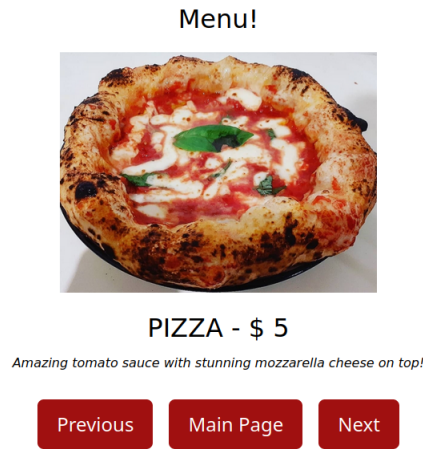 Menu!
PIZZA - $ 5
Amazing tomato sauce with stunning mozzarella cheese on top!
Previous Main Page Next